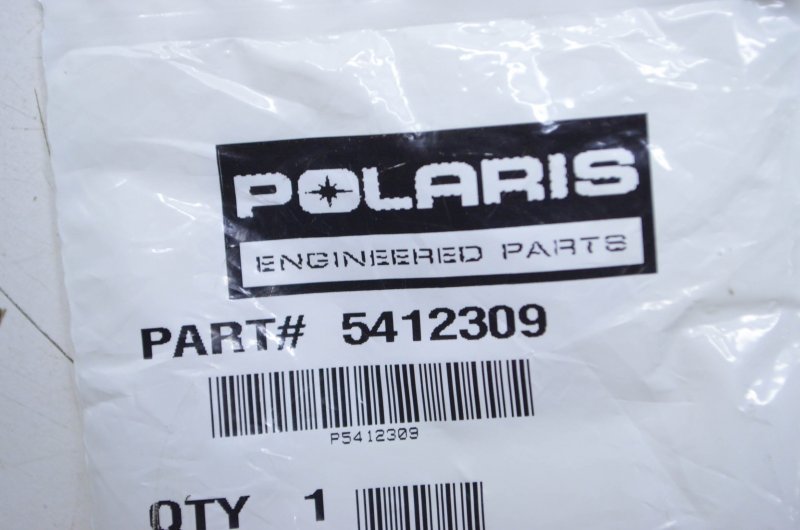 POLARIS
ENGINEERED PARTS
PART# 5412309
P5412309
QTY 1